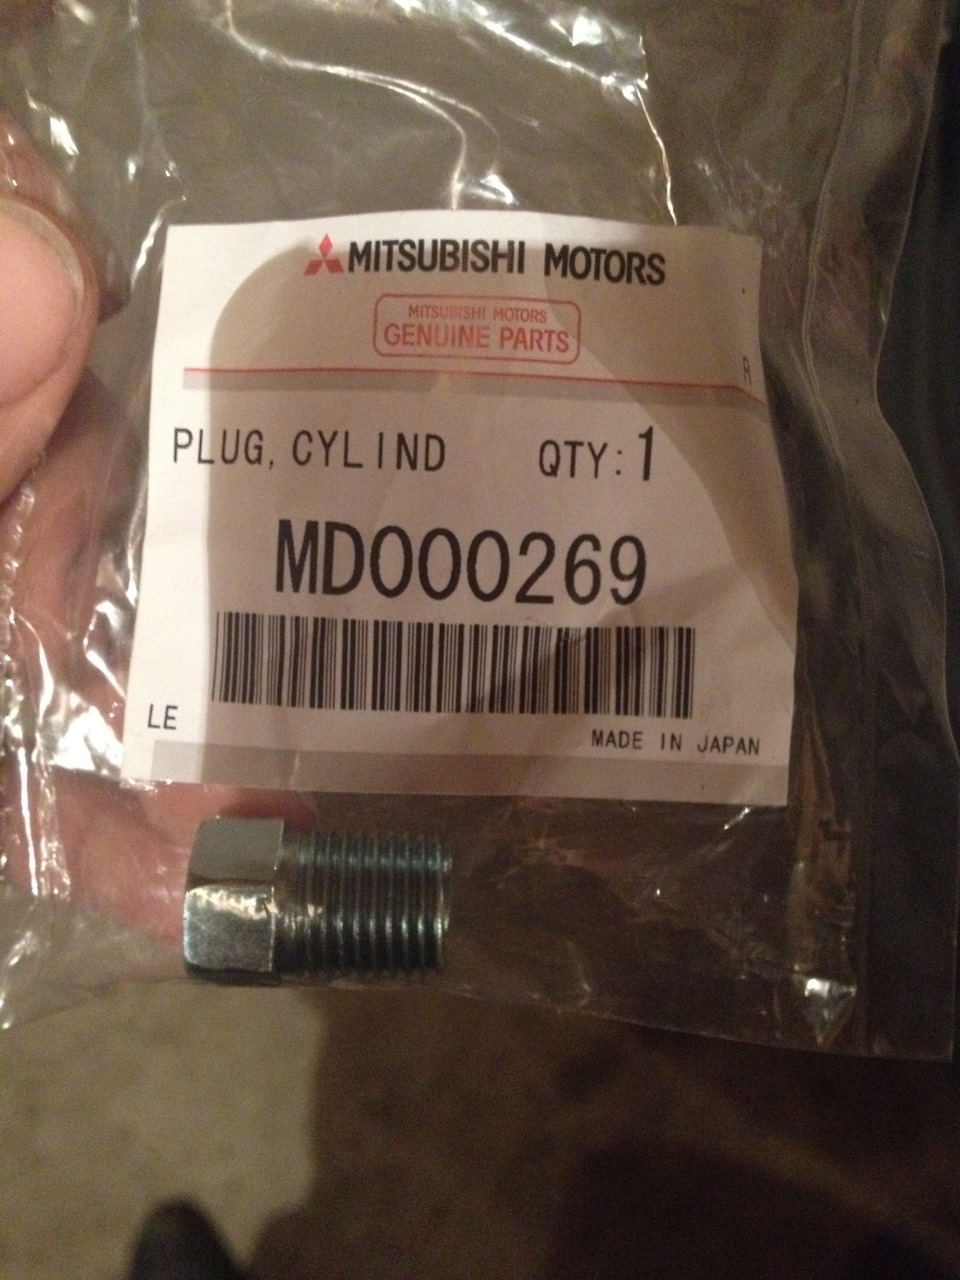 MITSUBISHI MOTORS
MITSUBISHI MOTORS
GENUINE PARTS
R
PLUG, CYLIND QTY: 1
MD000269
LE
MADE IN JAPAN